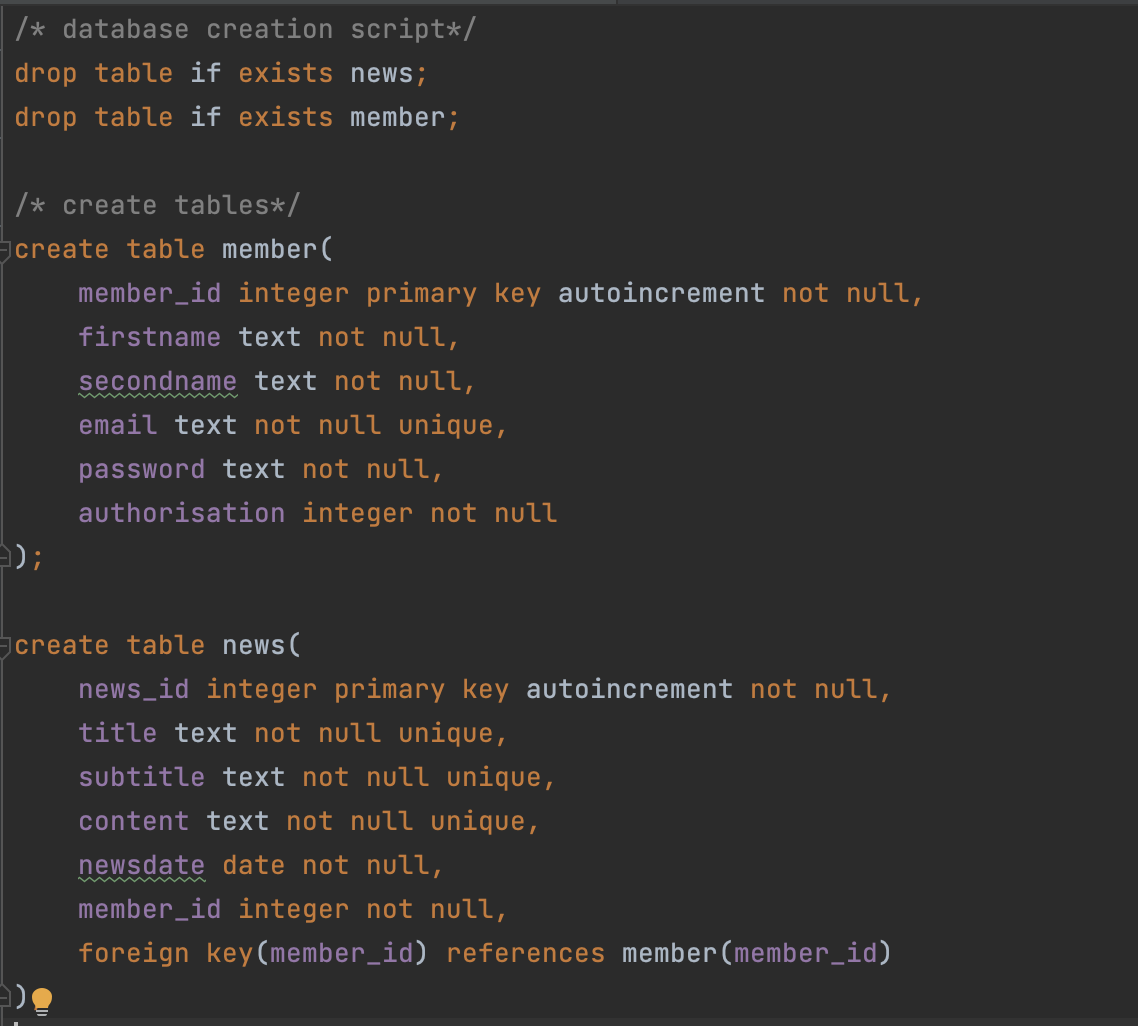 /* database creation script*/
drop table if exists news;
drop table if exists member;
/* create tables*/
create table member(
    member_id integer primary key autoincrement not null,
    firstname text not null,
    secondname text not null,
    email text not null unique,
    password text not null,
    authorisation integer not null
);
create table news(
    news_id integer primary key autoincrement not null,
    title text not null unique,
    subtitle text not null unique,
    content text not null unique,
    newsdate date not null,
    member_id integer not null,
    foreign key(member_id) references member(member_id)
)